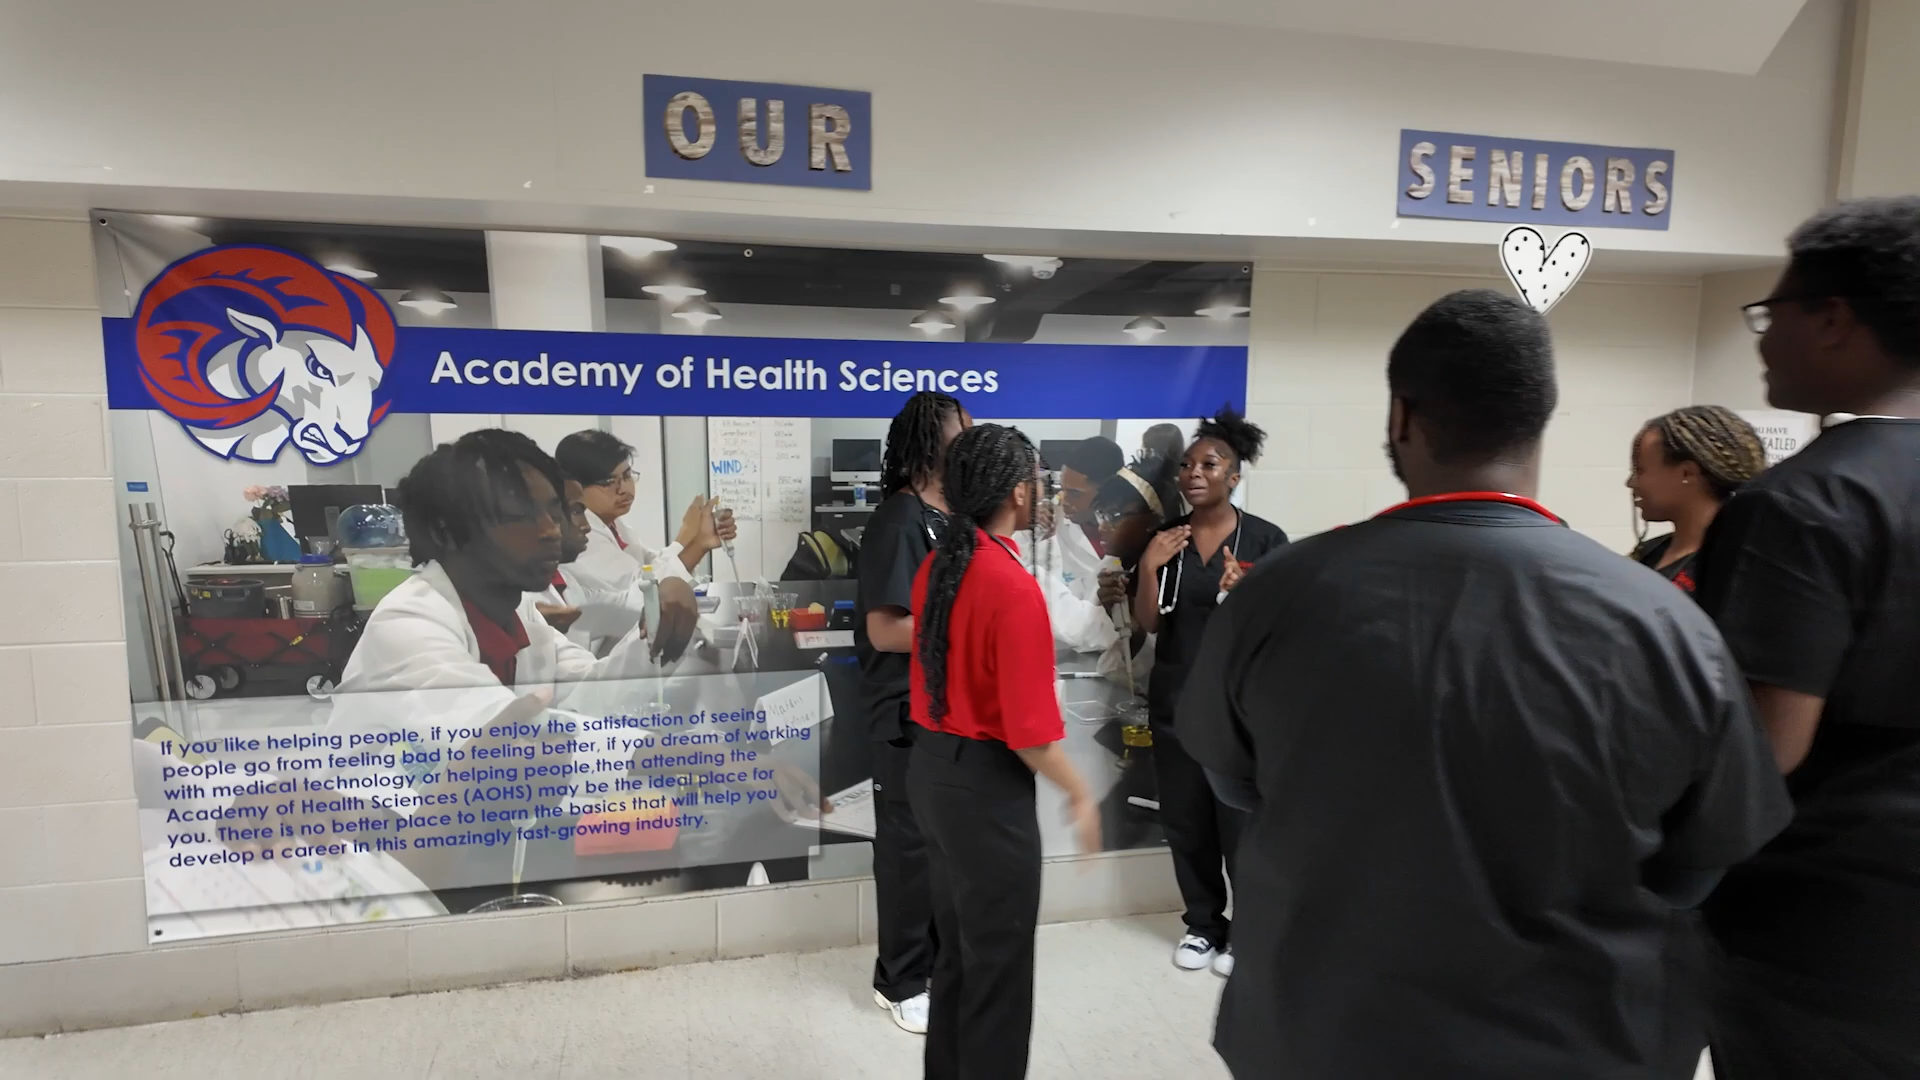 OUR
SENIORS
Academy of Health Sciences
WIND
If you like helping people, if you enjoy the satisfaction of seeing
people go from feeling bad to feeling better, if you dream of working
with medical technology or helping people,then attending the
Academy of Health Sciences (AOHS) may be the ideal place for
you. There is no better place to learn the basics that will help you
develop a career in this amazingly fast-growing industry.
HAVE